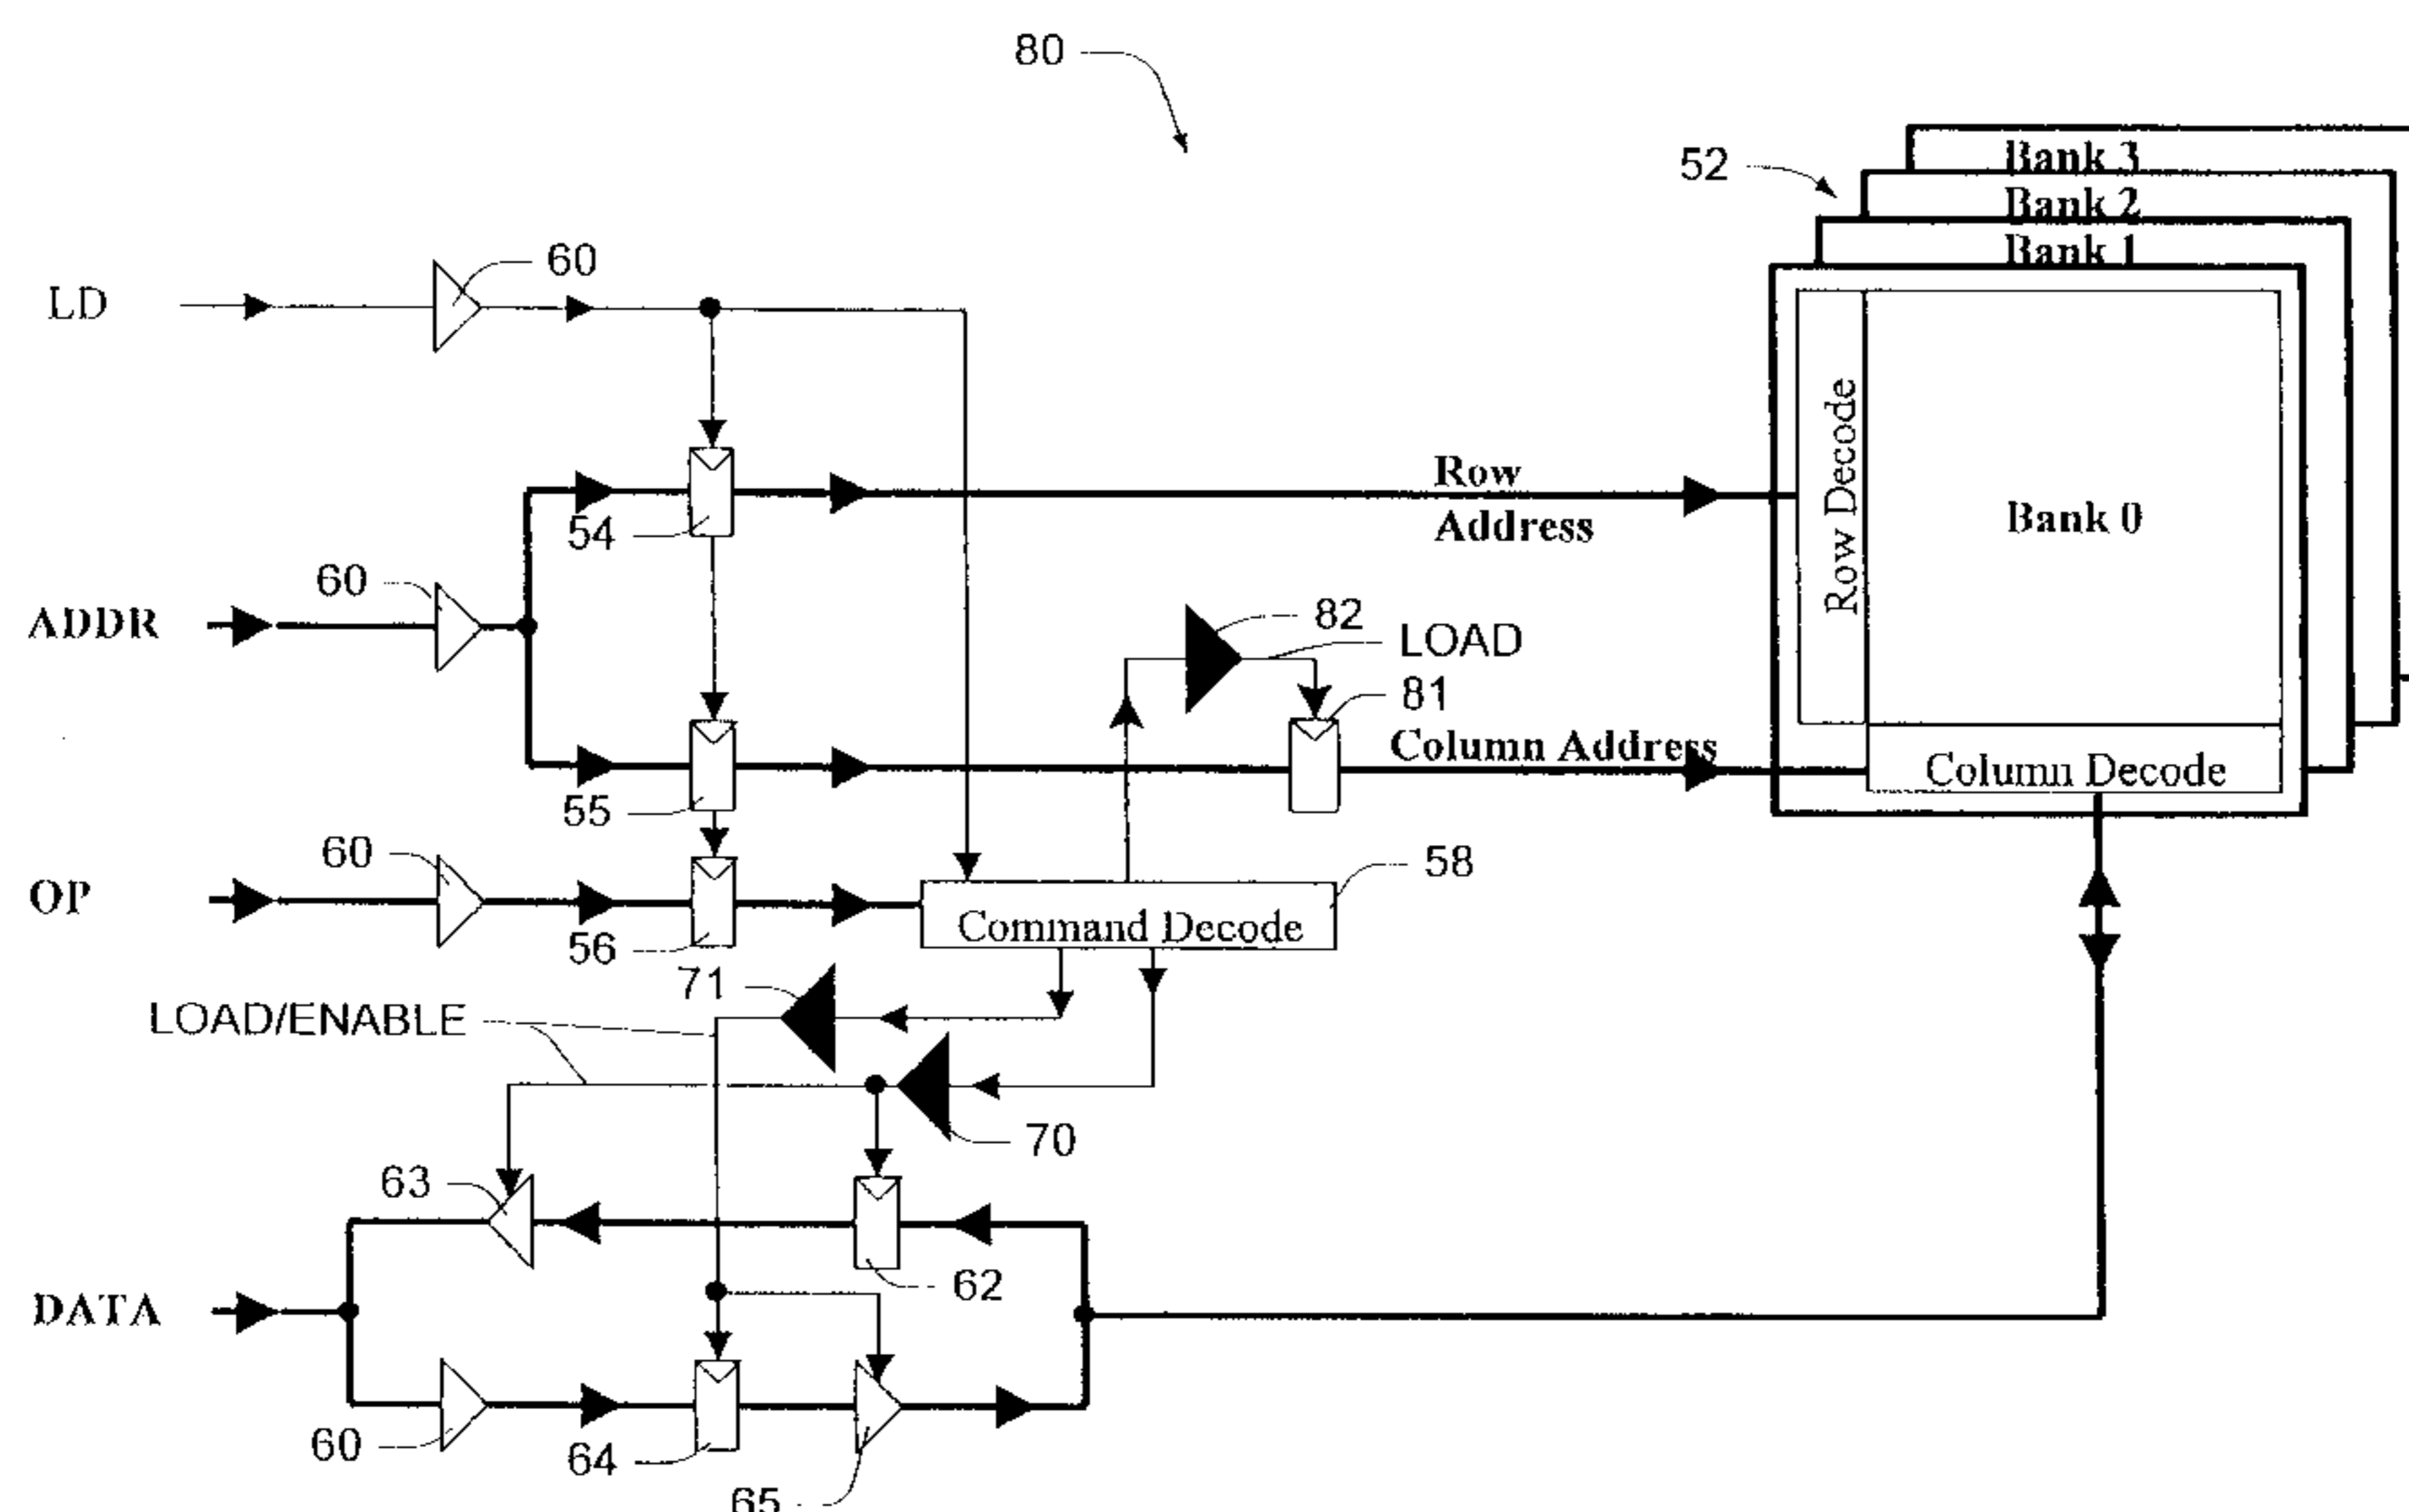 80
Bank 3
52
Bank 2
Bank 1
60
LD
Row Decode
Row
Address
54
Bank 0
60
82
LOAD
ADDR
81
Column Address
Column Decode
55
60
58
OP
Command Decode
56
71
LOAD/ENABLE
70
63
62
DATA
60
64
65